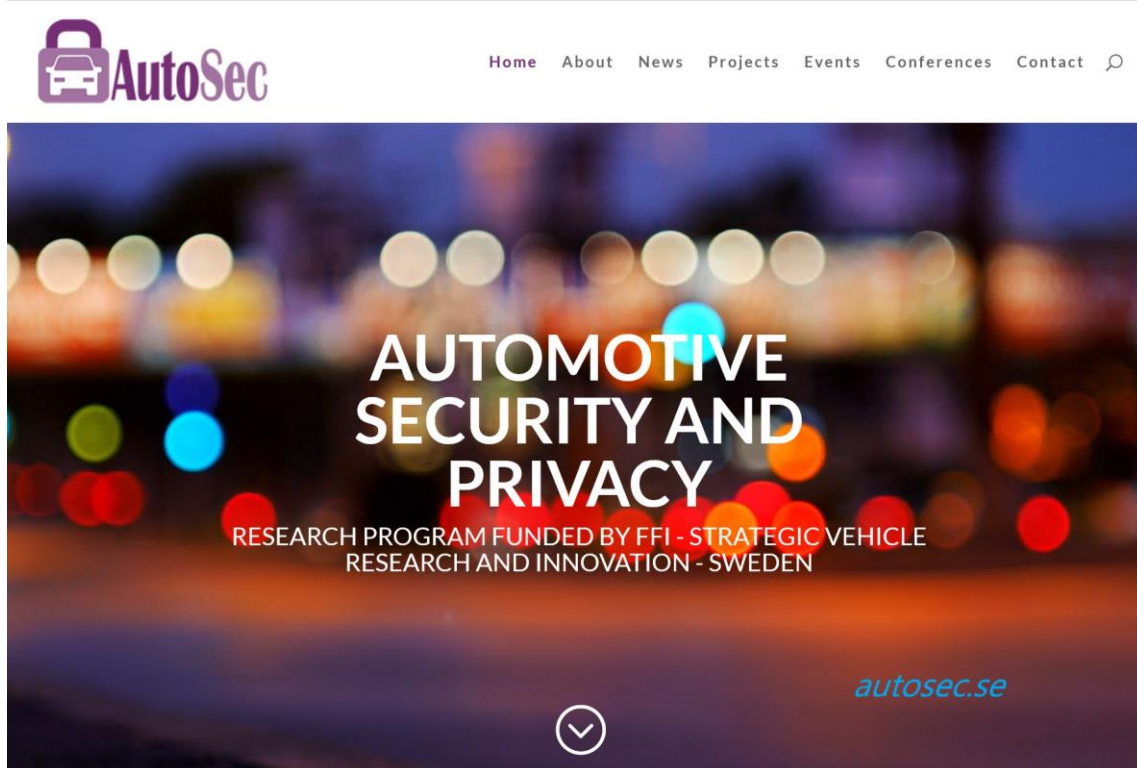 AutoSec
Home About News Projects Events Conferences Contact
AUTOMOTIVE
SECURITY AND
PRIVACY
RESEARCH PROGRAM FUNDED BY FFI - STRATEGIC VEHICLE
RESEARCH AND INNOVATION - SWEDEN
autosec.se